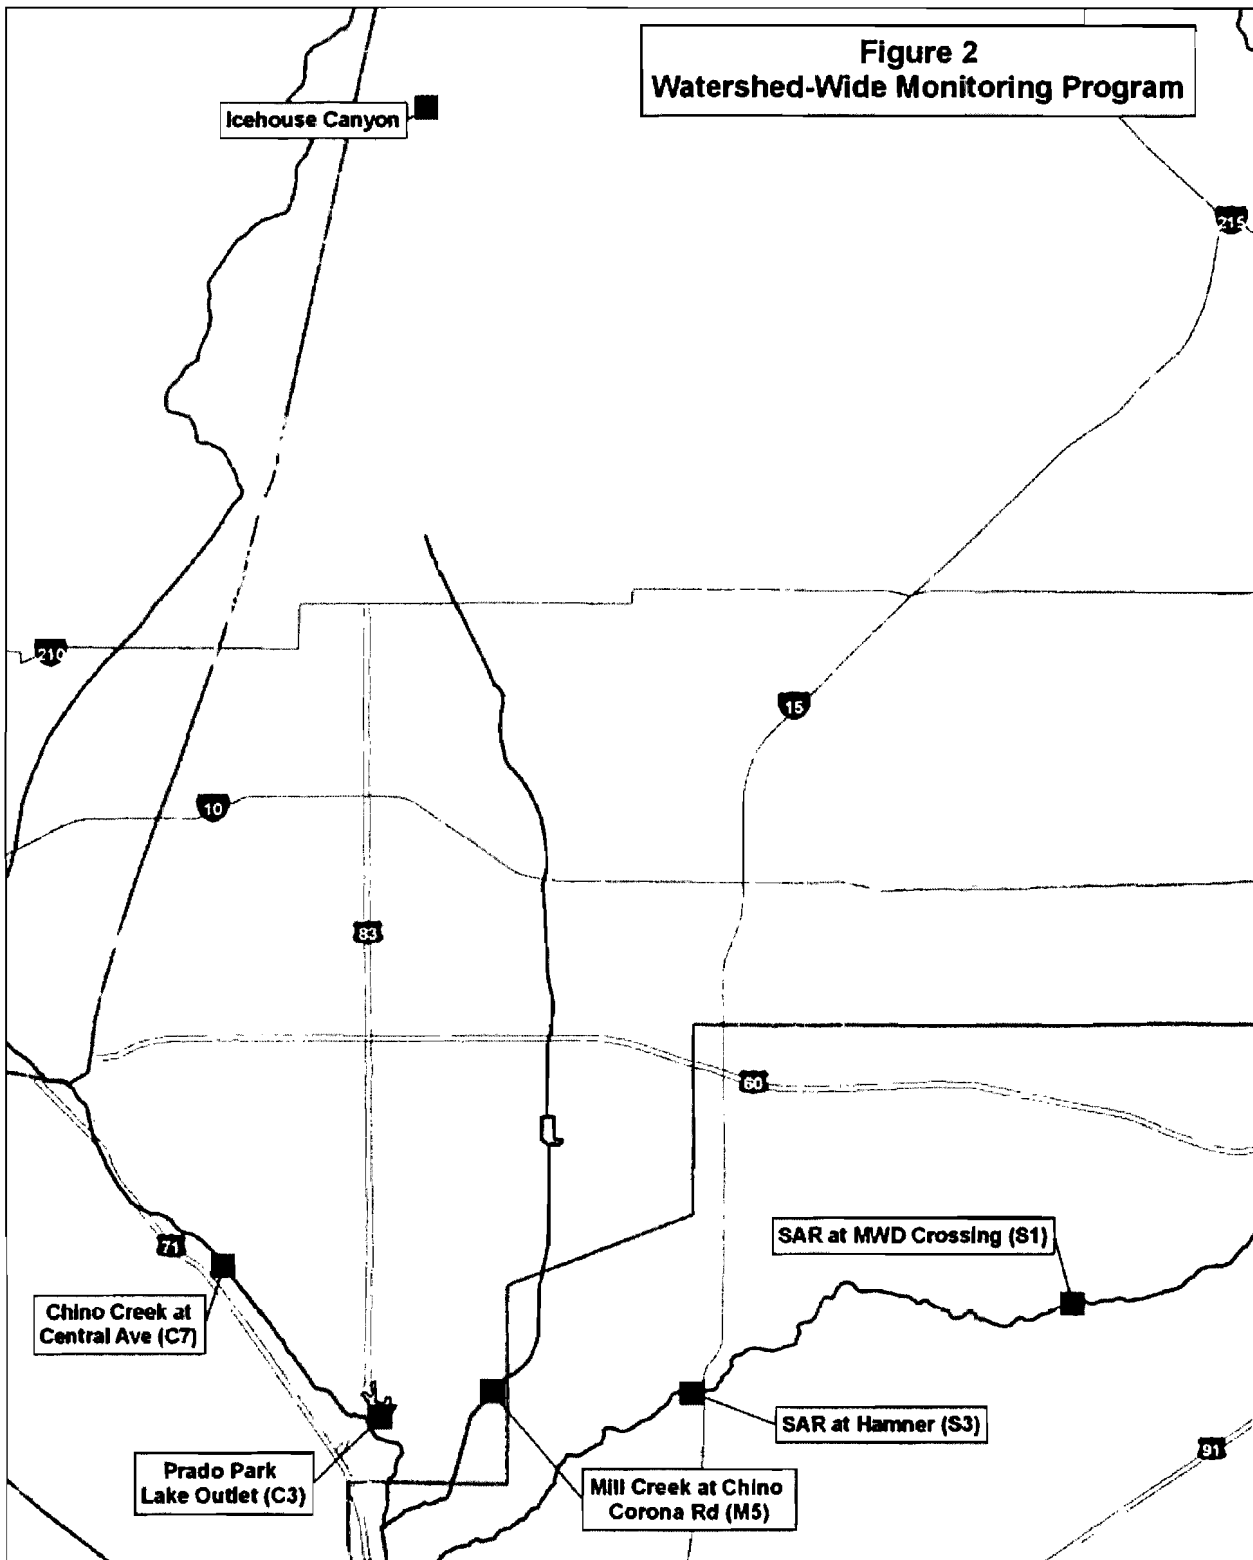 Figure 2
Watershed-Wide Monitoring Program
Icehouse Canyon
215
210
15
10
83
60
71
SAR at MWD Crossing (S1)
Chino Creek at
Central Ave (C7)
SAR at Hamner (S3)
91
Prado Park
Lake Outlet (C3)
Mill Creek at Chino
Corona Rd (M5)